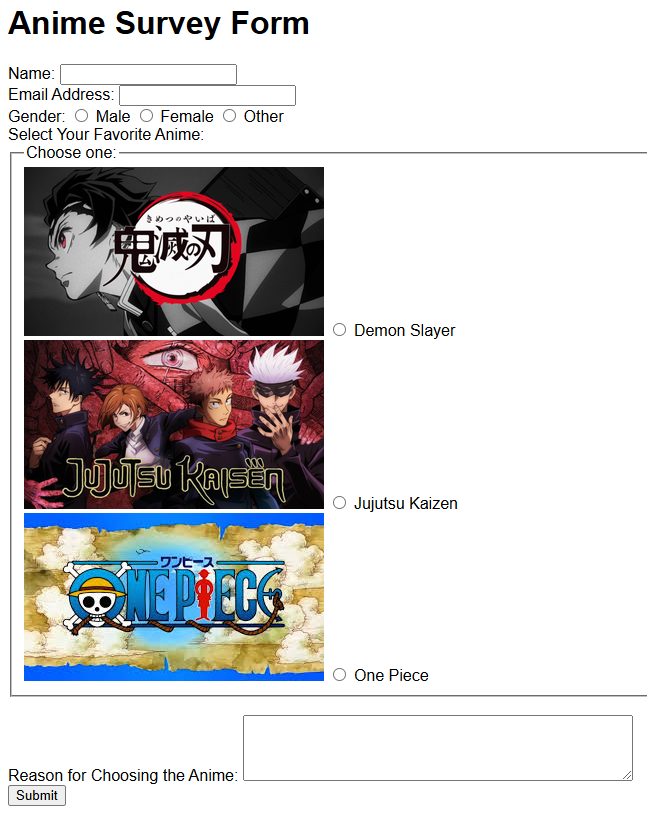 Anime Survey Form
Name:
Email Address:
Gender: Male Female Other
Select Your Favorite Anime:
Choose one:
きめつのやいば
鬼滅の刃
Demon Slayer
JUJUTSU KAISEN
Jujutsu Kaizen
ワンピース
ONE PIECE
One Piece
Reason for Choosing the Anime:
Submit